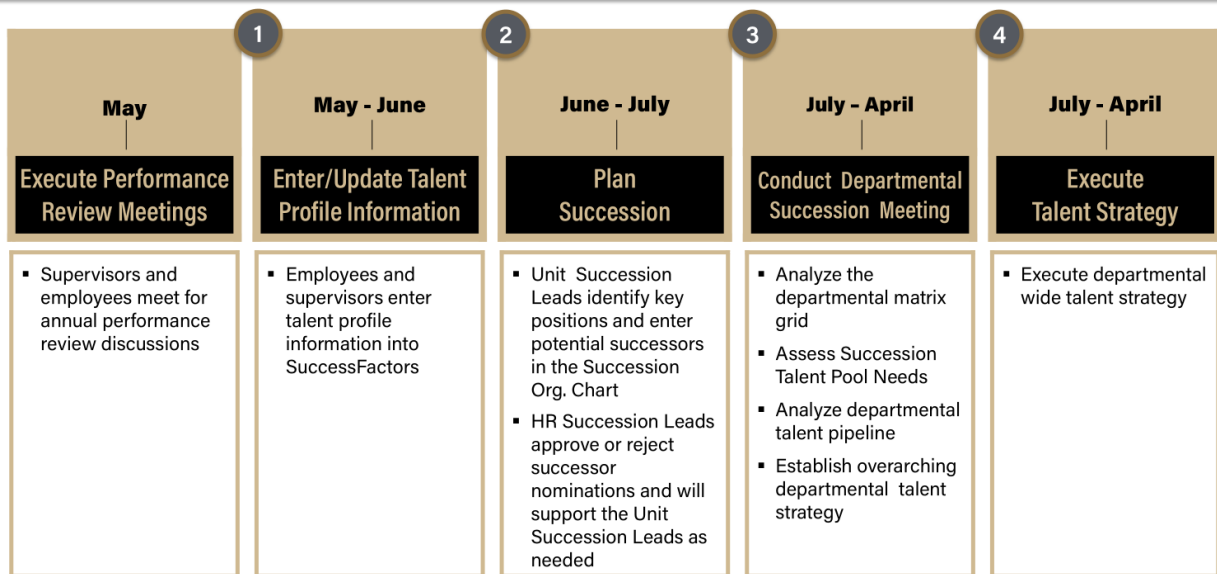 1
2
3
4
May
Execute Performance
Review Meetings
▪ Supervisors and
employees meet for
annual performance
review discussions
May - June
Enter/Update Talent
Profile Information
▪ Employees and
supervisors enter
talent profile
information into
SuccessFactors
June - July
Plan
Succession
▪ Unit Succession
Leads identify key
positions and enter
potential successors
in the Succession
Org. Chart
▪ HR Succession Leads
approve or reject
successor
nominations and will
support the Unit
Succession Leads as
needed
July – April
Conduct Departmental
Succession Meeting
▪ Analyze the
departmental matrix
grid
▪ Assess Succession
Talent Pool Needs
▪ Analyze departmental
talent pipeline
▪ Establish overarching
departmental talent
strategy
July - April
Execute
Talent Strategy
▪ Execute departmental
wide talent strategy